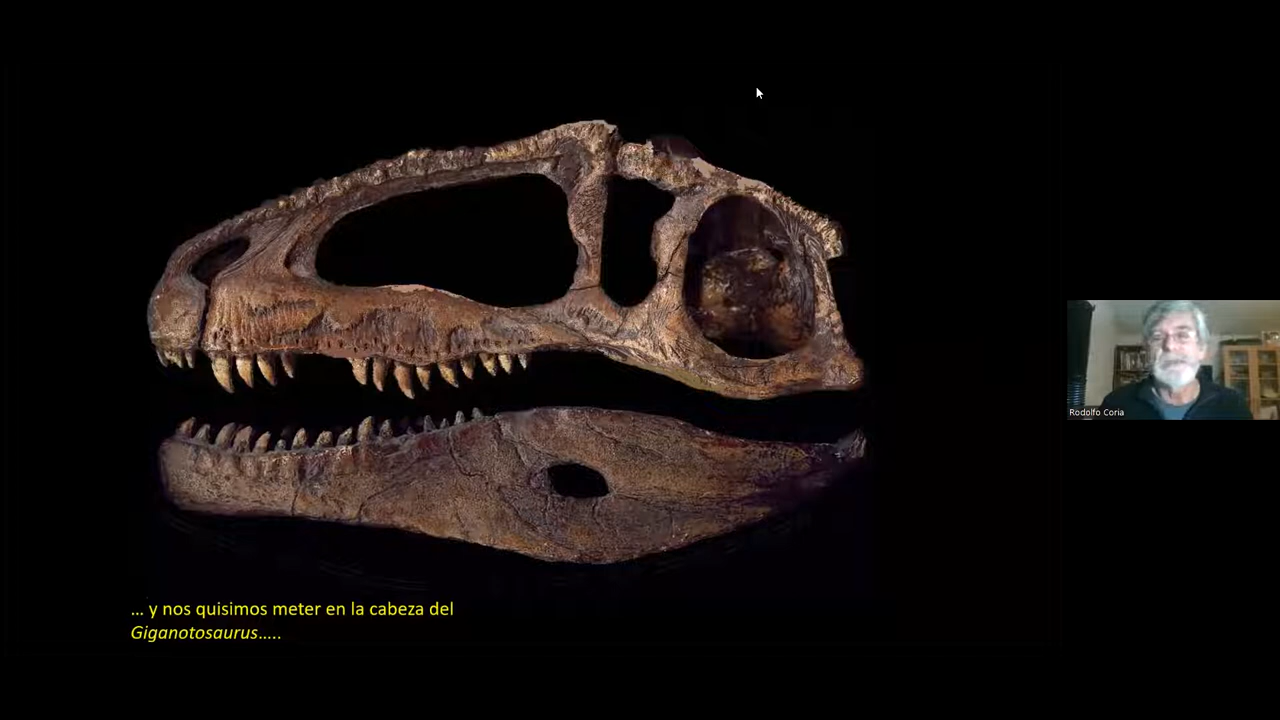 … y nos quisimos meter en la cabeza del
Giganotosaurus…..
Rodolfo Coria